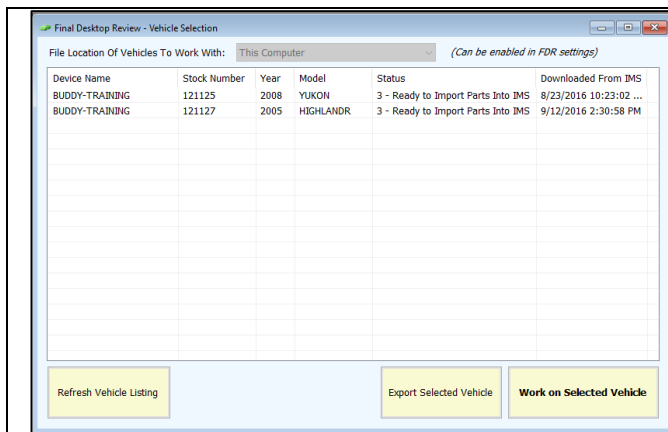 Final Desktop Review - Vehicle Selection
File Location Of Vehicles To Work With: This Computer (Can be enabled in FDR settings)
Device Name Stock Number Year Model Status Downloaded From IMS
BUDDY-TRAINING 121125 2008 YUKON 3 - Ready to Import Parts Into IMS 8/23/2016 10:23:02 ...
BUDDY-TRAINING 121127 2005 HIGHLANDR 3 - Ready to Import Parts Into IMS 9/12/2016 2:30:58 PM
Refresh Vehicle Listing Export Selected Vehicle Work on Selected Vehicle